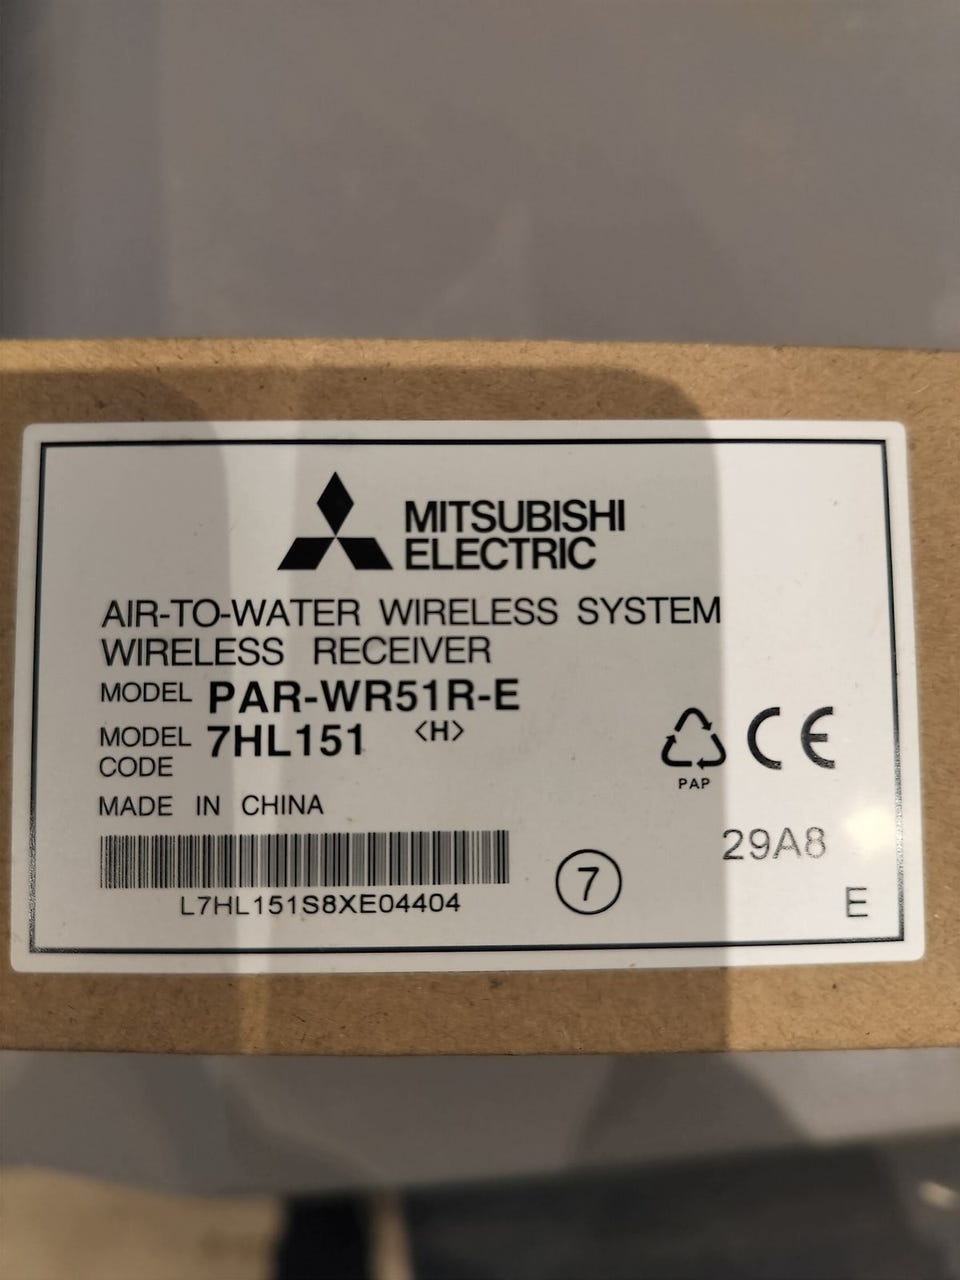 MITSUBISHI
ELECTRIC
AIR-TO-WATER WIRELESS SYSTEM
WIRELESS RECEIVER
MODEL PAR-WR51R-E
MODEL CODE 7HL151 <H>
PAP
CE
MADE IN CHINA
29A8
L7HL151S8XE04404
7
E